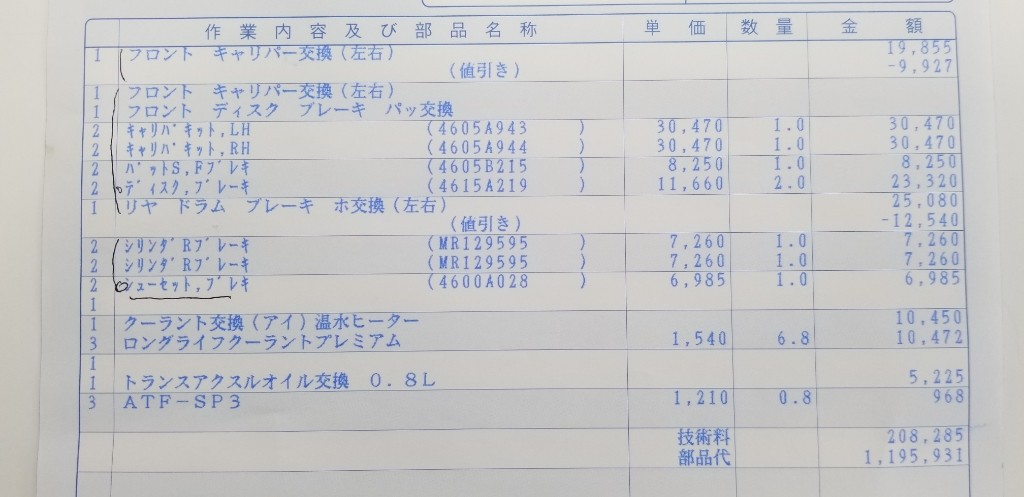 作業内容及び部品名称 単価 数量 金額
1 フロント キャリパー交換(左右) 19,855
(値引き) -9,927
1 フロント キャリパー交換(左右)
1 フロント ディスク ブレーキ パッ交換
2 キャリパ キット,LH (4605A943 ) 30,470 1.0 30,470
2 キャリパ キット,RH (4605A944 ) 30,470 1.0 30,470
2 パットS,Fブレキ (4605B215 ) 8,250 1.0 8,250
2 ディスク,ブレーキ (4615A219 ) 11,660 2.0 23,320
1 リヤ ドラム ブレーキ ホ交換(左右) 25,080
(値引き) -12,540
2 シリンダRブレーキ (MR129595 ) 7,260 1.0 7,260
2 シリンダRブレーキ (MR129595 ) 7,260 1.0 7,260
2 シューセット,ブレキ (4600A028 ) 6,985 1.0 6,985
1
1 クーラント交換(アイ)温水ヒーター 10,450
3 ロングライフクーラントプレミアム 1,540 6.8 10,472
1
1 トランスアクスルオイル交換 0.8L 5,225
3 ATF-SP3 1,210 0.8 968
技術料 208,285
部品代 1,195,931